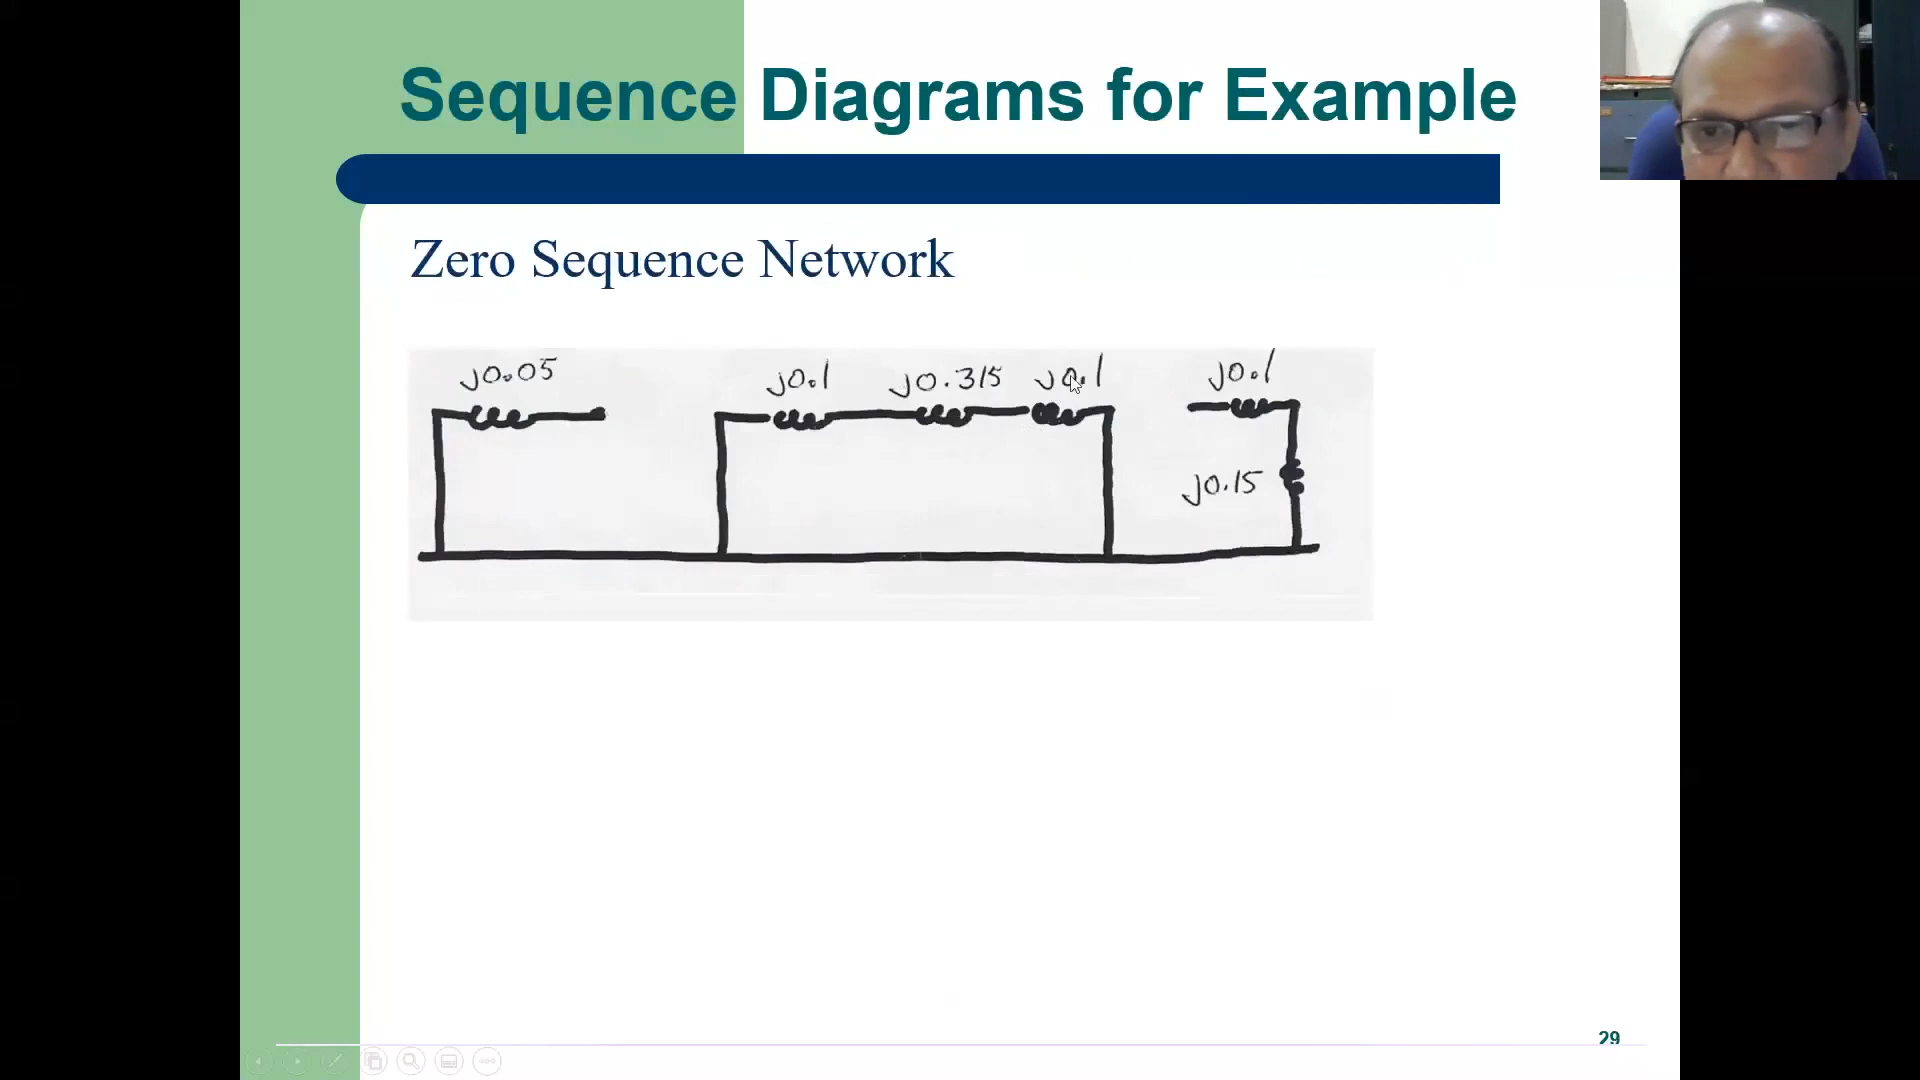 Sequence Diagrams for Example
Zero Sequence Network
j0.05 j0.1 j0.315 j0.1 j0.1
j0.15
29